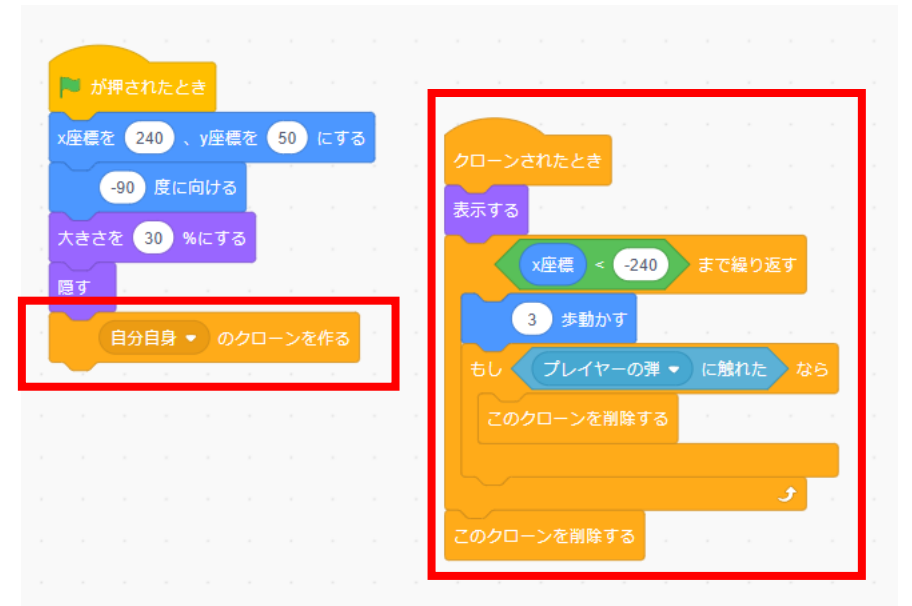 が押されたとき
x座標を 240 、y座標を 50 にする
-90 度に向ける
大きさを 30 %にする
隠す
自分自身 のクローンを作る
クローンされたとき
表示する
x座標 < -240 まで繰り返す
3 歩動かす
もし プレイヤーの弾 に触れた なら
このクローンを削除する
このクローンを削除する